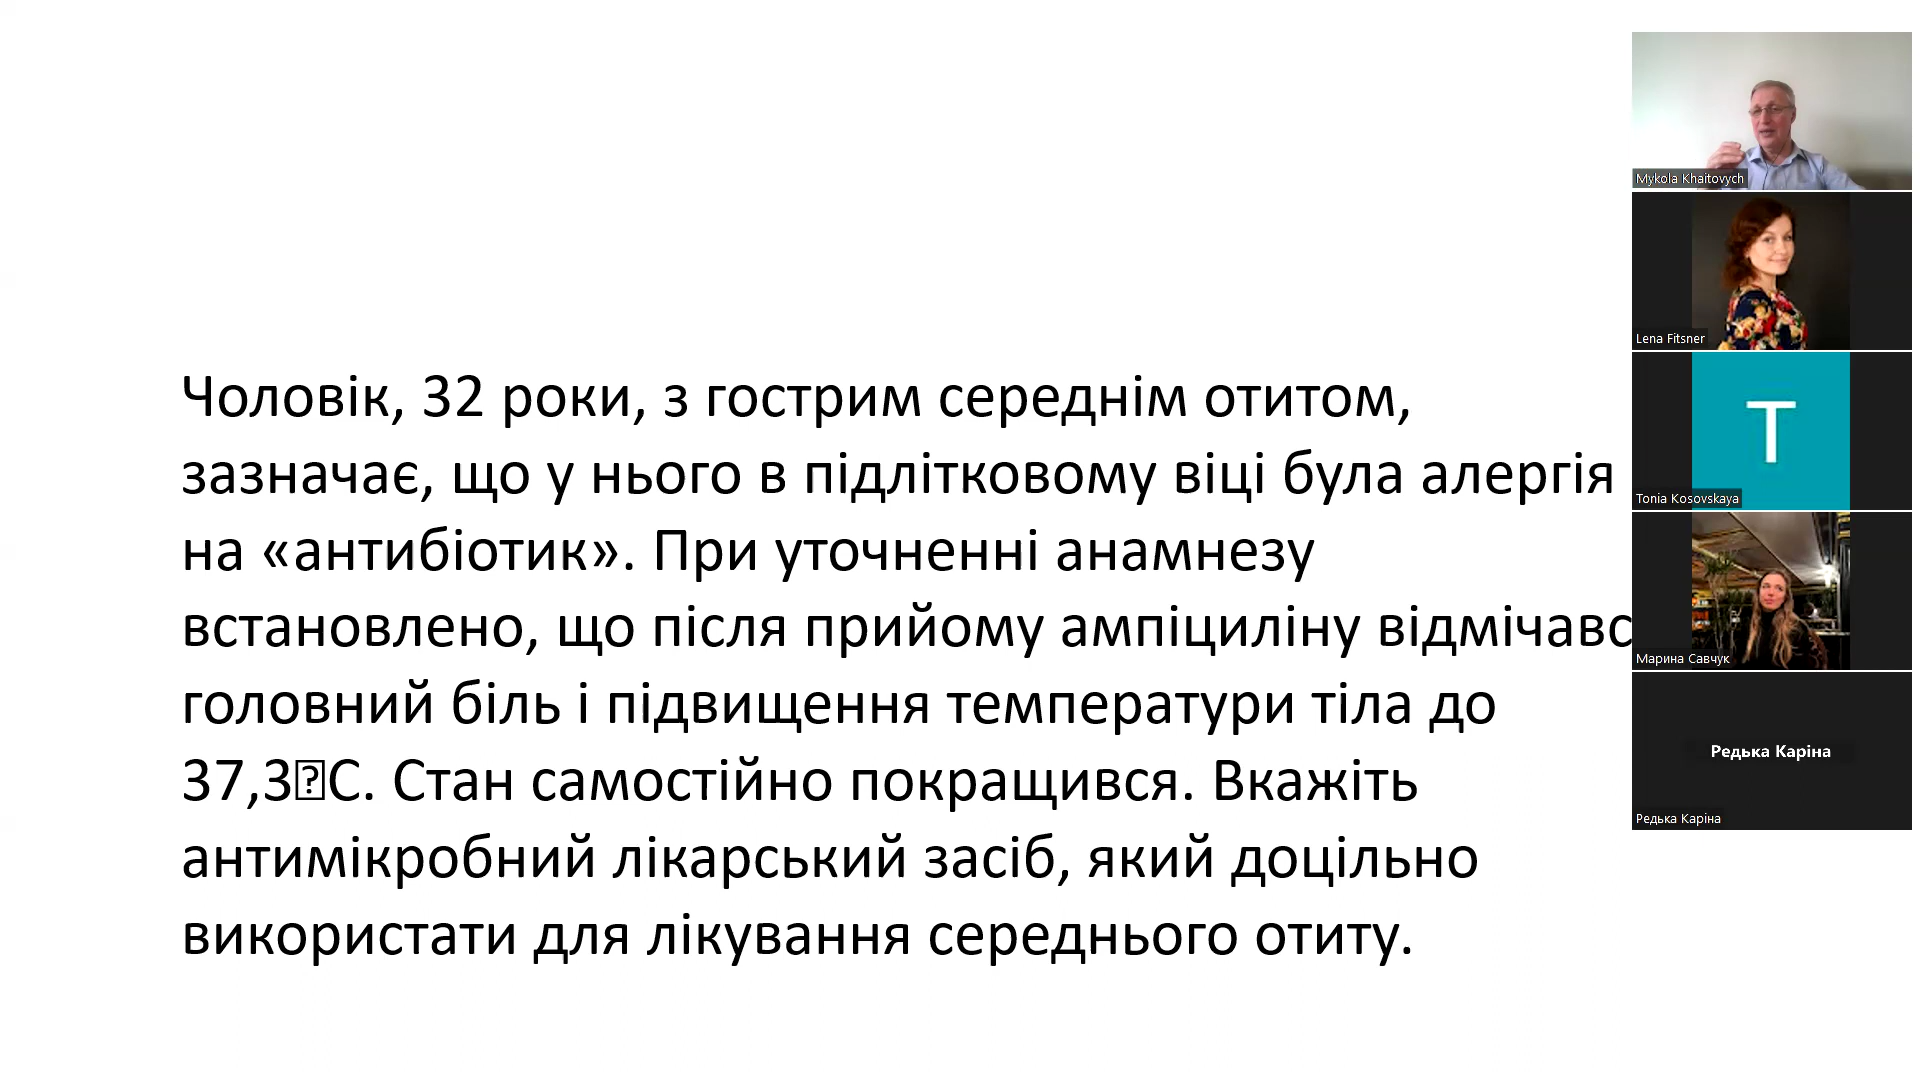 Чоловік, 32 роки, з гострим середнім отитом,
зазначає, що у нього в підлітковому віці була алергія
на «антибіотик». При уточненні анамнезу
встановлено, що після прийому ампіциліну відмічавс
головний біль і підвищення температури тіла до
37,3⍰С. Стан самостійно покращився. Вкажіть
антимікробний лікарський засіб, який доцільно
використати для лікування середнього отиту.
Mykola Khaitovych
Lena Fitsner
T
Tonia Kosovskaya
Марина Савчук
Редька Каріна
Редька Каріна